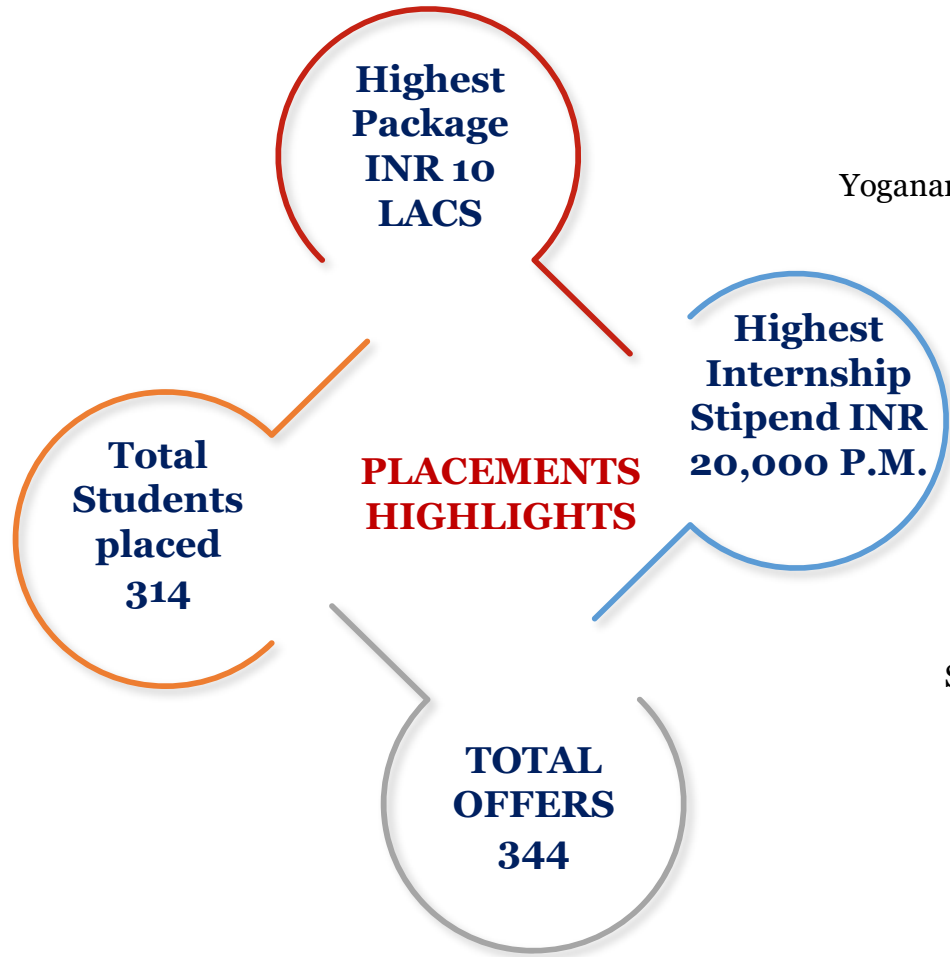 Highest
Package
INR 10
LACS
Highest
Internship
Stipend INR
20,000 P.M.
Total
Students
placed
314
PLACEMENTS
HIGHLIGHTS
TOTAL
OFFERS
344